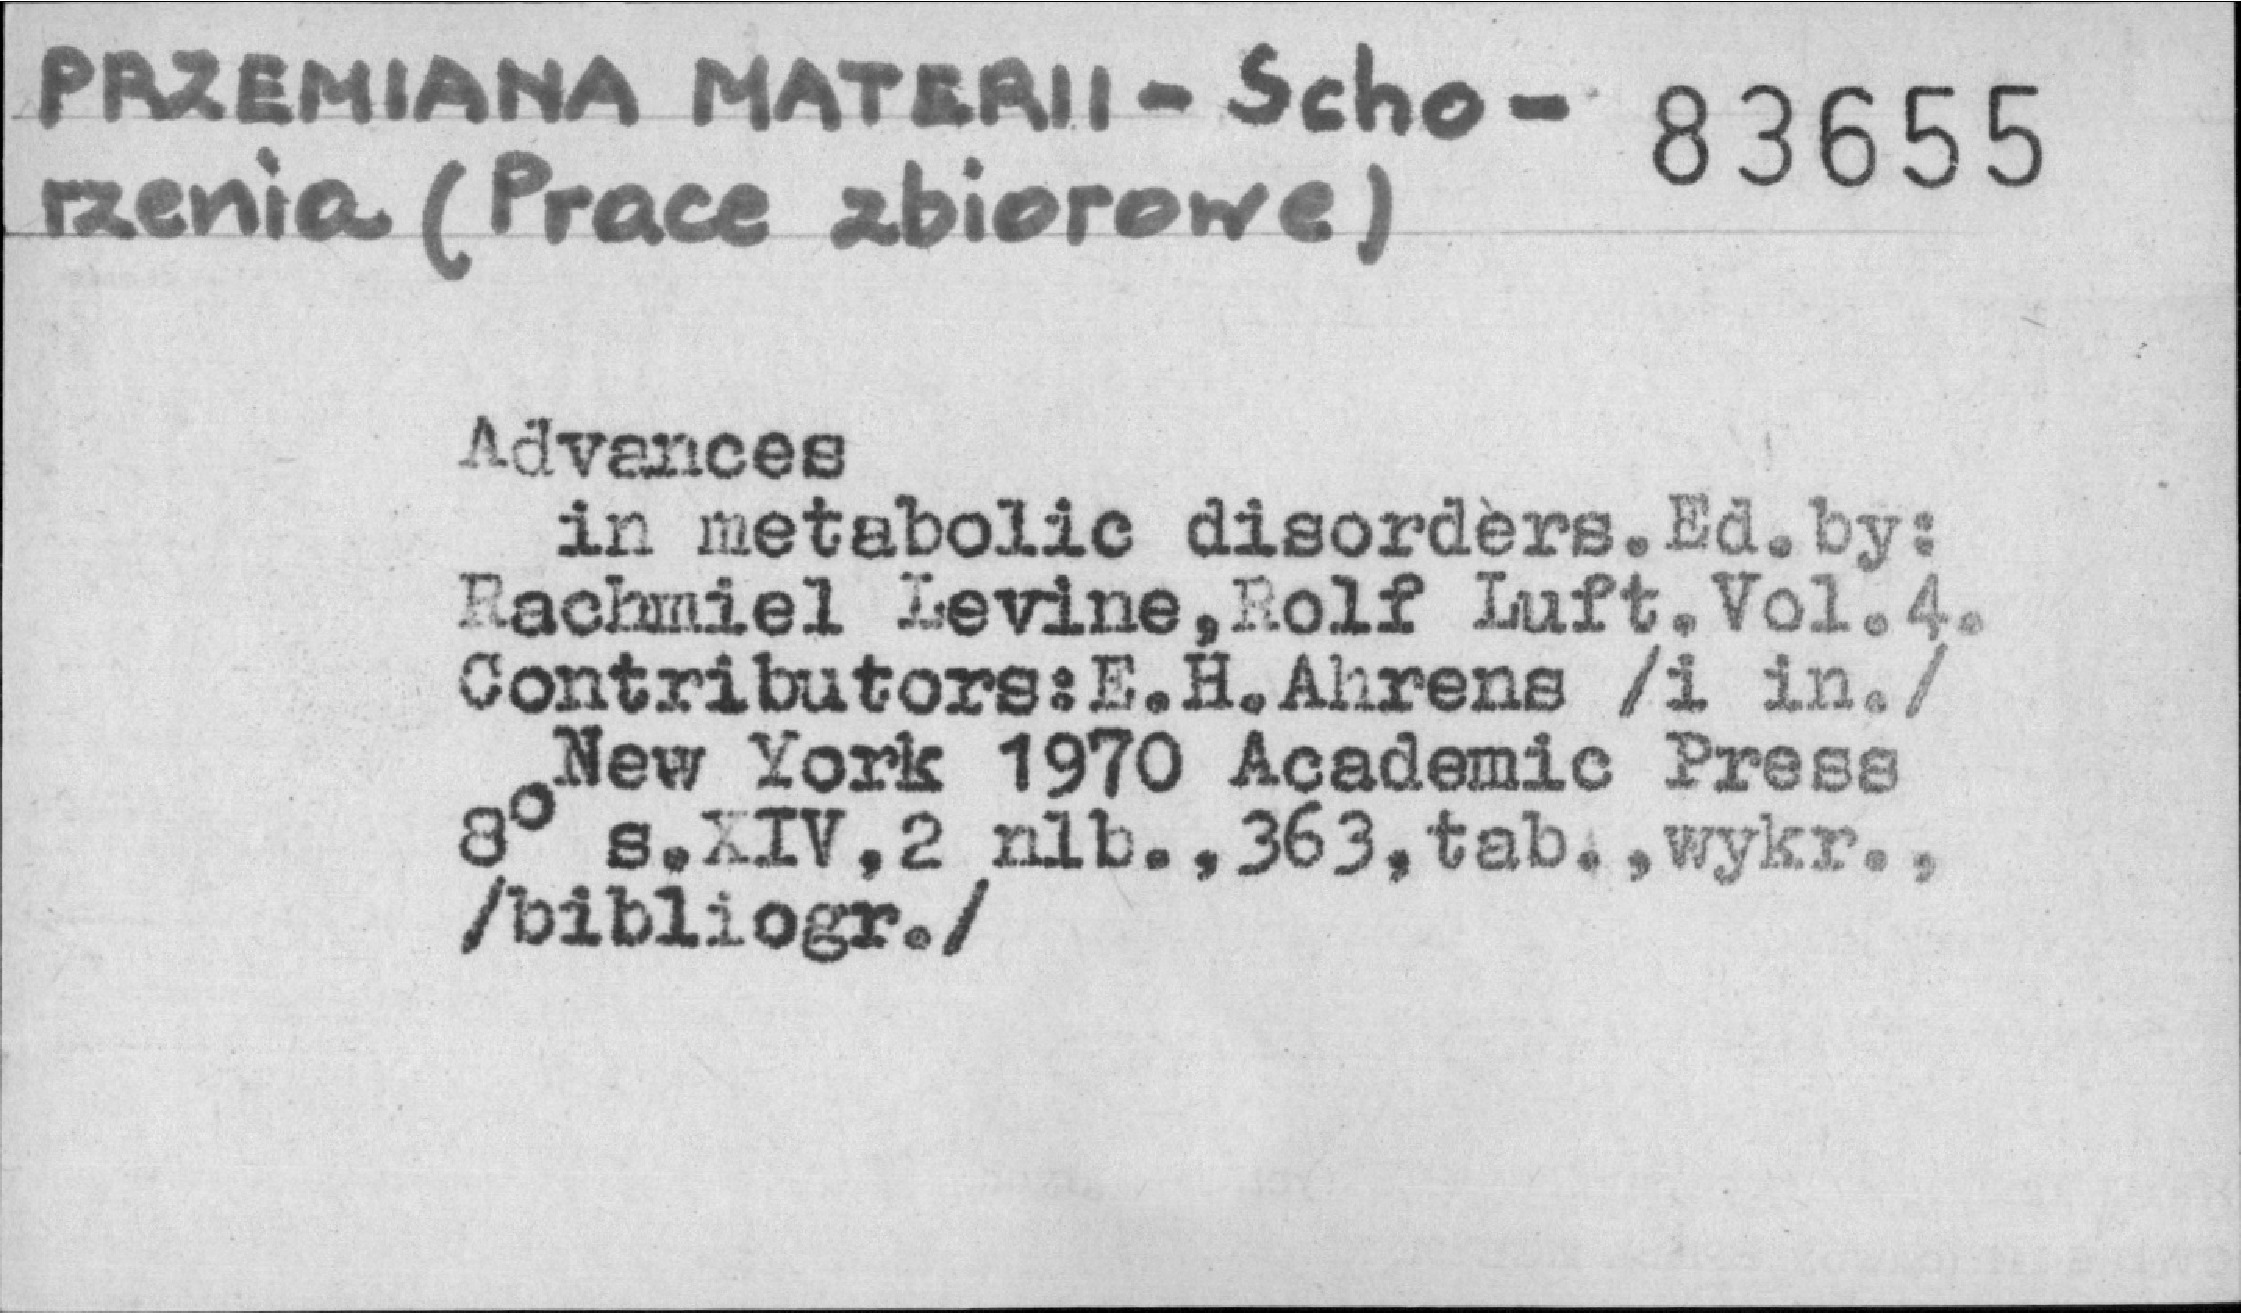 PRZEMIANA MATERII - Scho - 83655
rzenia (Prace zbiorowe)
Advances
in metabolic disorders.Ed.by:
Rachmiel Levine,Rolf Luft.Vol.4.
Contributors:E.H.Ahrens /i in./
New York 1970 Academic Press
8° s.XIV,2 nlb.,363,tab.,wykr.,
/bibliogr./